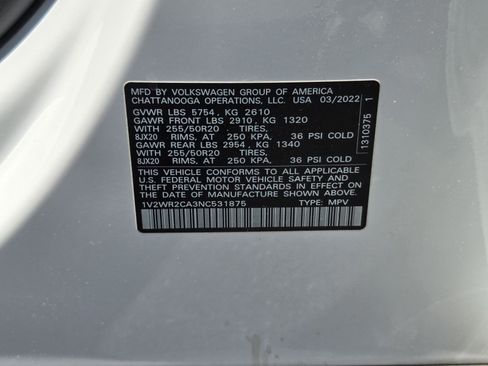 MFD BY VOLKSWAGEN GROUP OF AMERICA
CHATTANOOGA OPERATIONS, LLC. USA 03/2022
GVWR LBS 5754, KG 2610
GAWR FRONT LBS 2910, KG 1320
WITH 255/50R20 TIRES,
8JX20 RIMS, AT 250 KPA, 36 PSI COLD
GAWR REAR LBS 2954, KG 1340
WITH 255/50R20 TIRES,
8JX20 RIMS, AT 250 KPA, 36 PSI COLD
THIS VEHICLE CONFORMS TO ALL APPLICABLE
U.S. FEDERAL MOTOR VEHICLE SAFETY AND
THEFT PREVENTION STANDARDS IN EFFECT ON
THE DATE OF MANUFACTURE SHOWN ABOVE.
1V2WR2CA3NC531875 TYPE: MPV
1310375 1